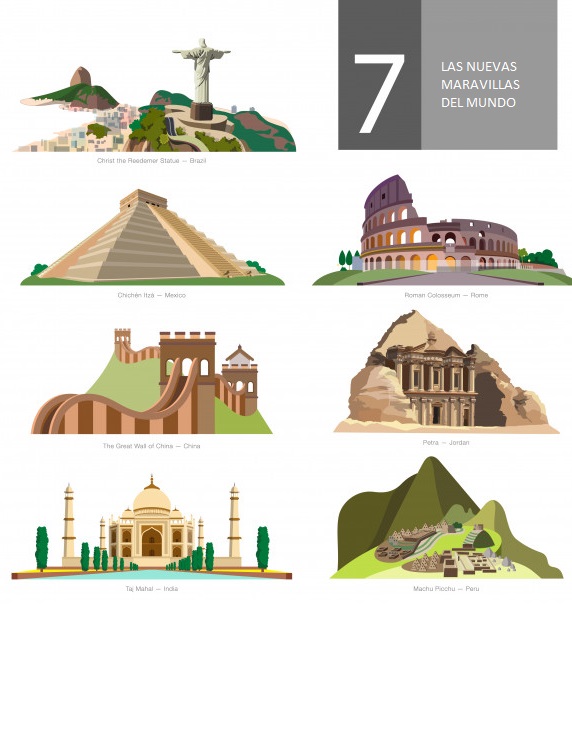 7
LAS NUEVAS
MARAVILLAS
DEL MUNDO
Christ the Reedemer Statue — Brazil
Chichén Itzá — Mexico
Roman Colosseum — Rome
The Great Wall of China — China
Petra — Jordan
Taj Mahal — India
Machu Picchu — Peru